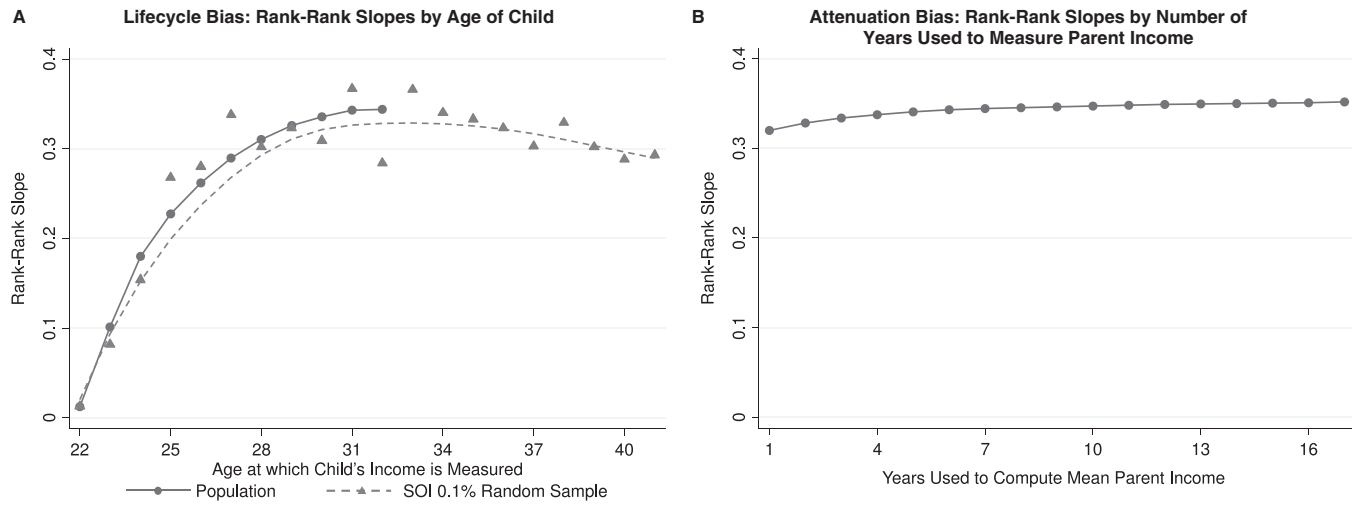 A
Lifecycle Bias: Rank-Rank Slopes by Age of Child
Rank-Rank Slope
0.4
0.3
0.2
0.1
0
22 25 28 31 34 37 40
Age at which Child's Income is Measured
Population SOI 0.1% Random Sample
B
Attenuation Bias: Rank-Rank Slopes by Number of
Years Used to Measure Parent Income
Rank-Rank Slope
0.4
0.3
0.2
0.1
0
1 4 7 10 13 16
Years Used to Compute Mean Parent Income